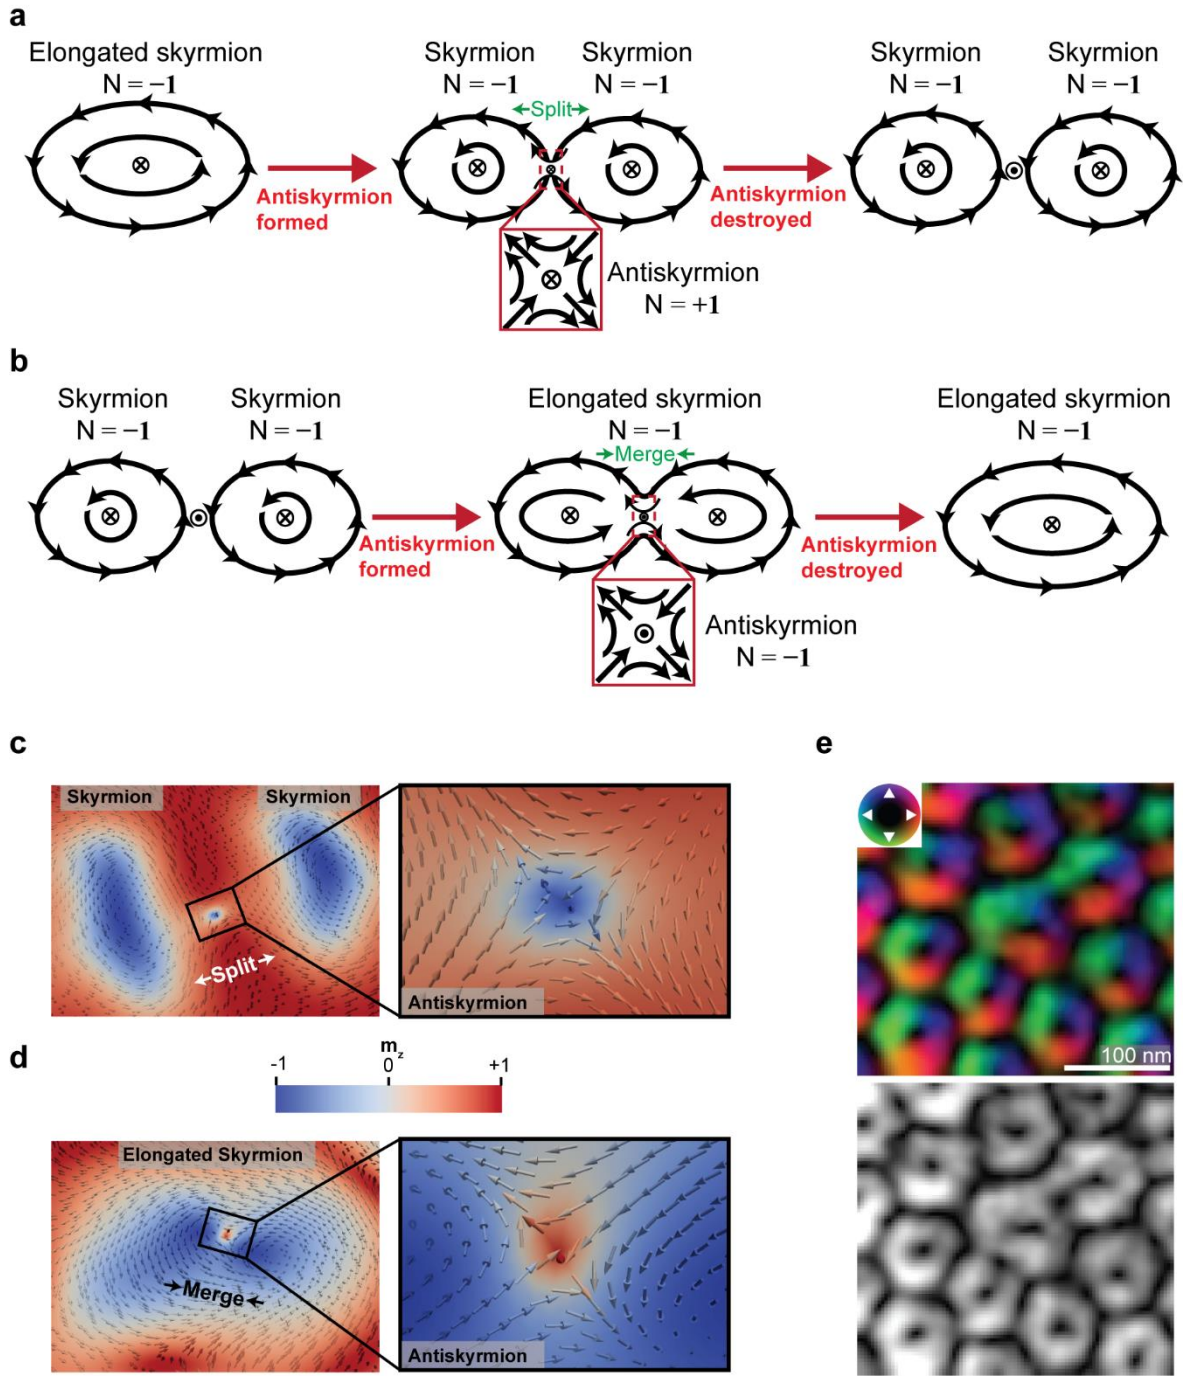 a
Elongated skyrmion
N = −1
Skyrmion
N = −1
Skyrmion
N = −1
Split
Skyrmion
N = −1
Skyrmion
N = −1
Antiskyrmion
formed
Antiskyrmion
destroyed
Antiskyrmion
N = +1
b
Skyrmion
N = −1
Skyrmion
N = −1
Elongated skyrmion
N = −1
Merge
Elongated skyrmion
N = −1
Antiskyrmion
formed
Antiskyrmion
destroyed
Antiskyrmion
N = −1
c
Skyrmion
Skyrmion
Split
Antiskyrmion
d
m_z
-1 0 +1
Elongated Skyrmion
Merge
Antiskyrmion
e
100 nm